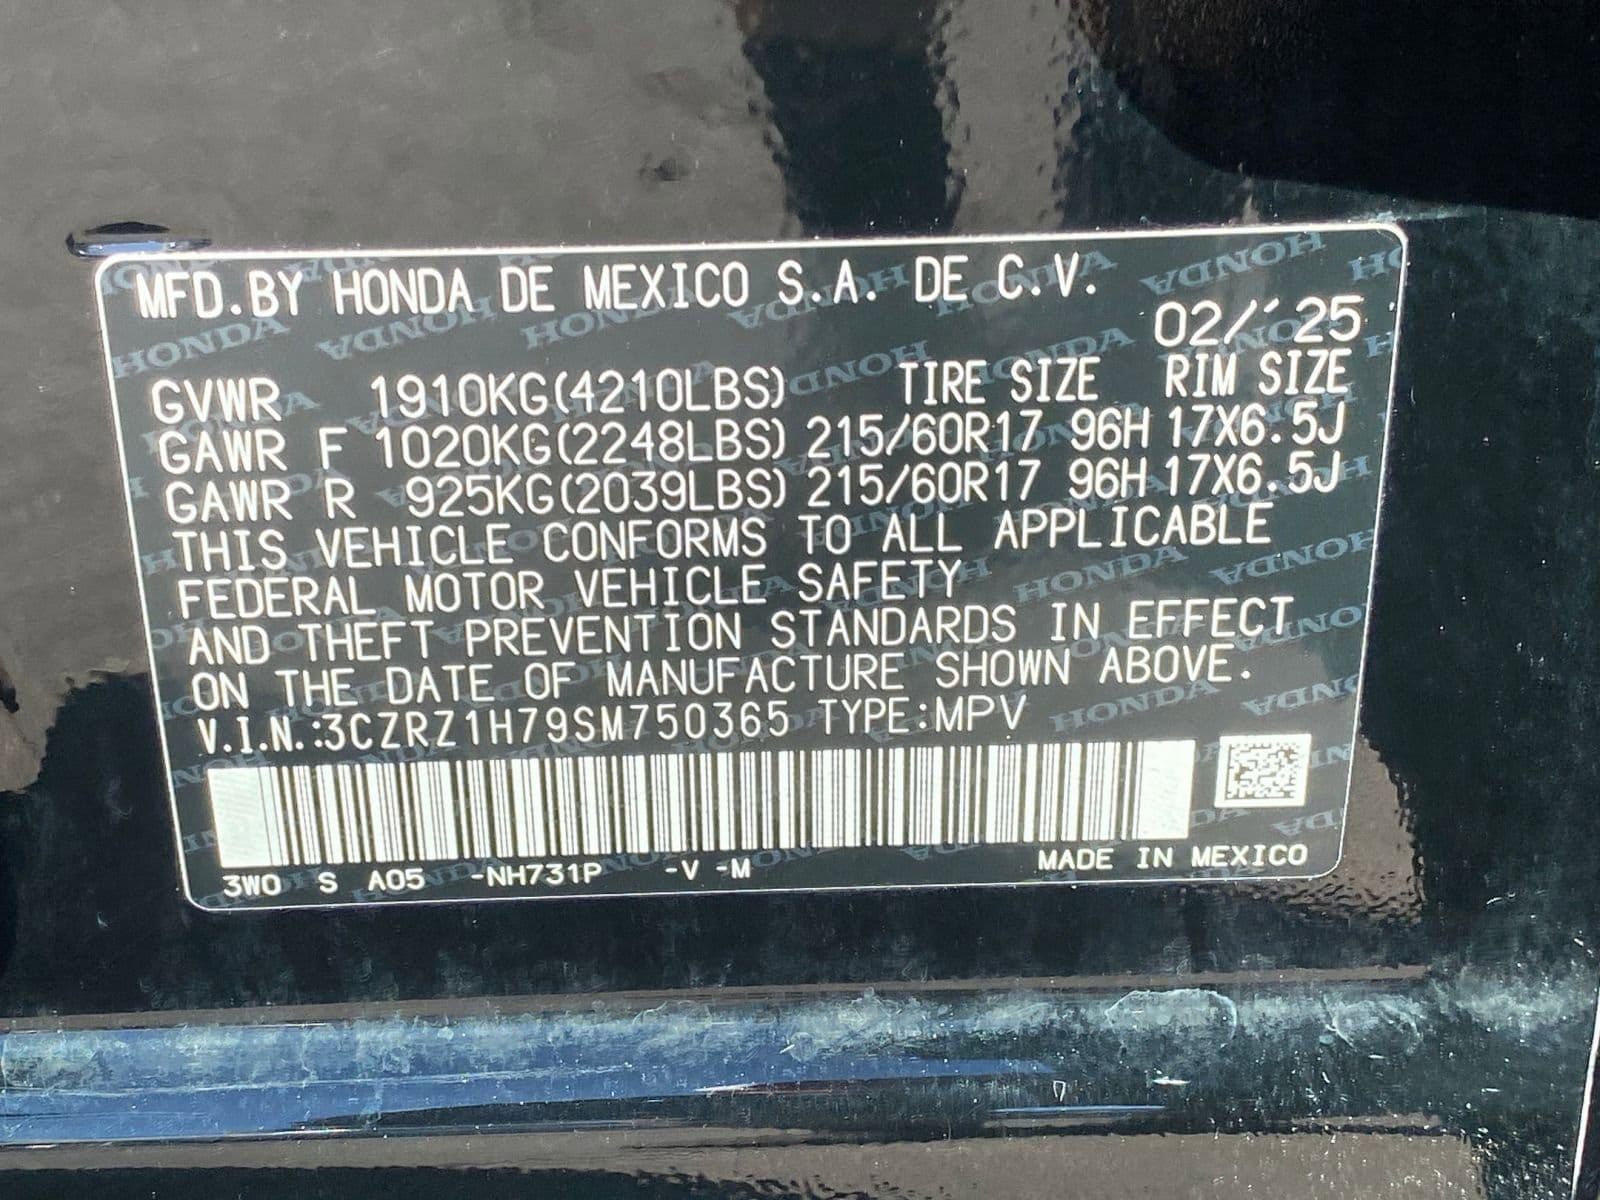 MFD.BY HONDA DE MEXICO S.A. DE C.V.
02/ 25
GVWR 1910KG(4210LBS) TIRE SIZE RIM SIZE
GAWR F 1020KG(2248LBS) 215/60R17 96H 17X6.5J
GAWR R 925KG(2039LBS) 215/60R17 96H 17X6.5J
THIS VEHICLE CONFORMS TO ALL APPLICABLE
FEDERAL MOTOR VEHICLE SAFETY
AND THEFT PREVENTION STANDARDS IN EFFECT
ON THE DATE OF MANUFACTURE SHOWN ABOVE.
V.I.N.:3CZRZ1H79SM750365 TYPE:MPV
3W0 S A05 -NH731P -V -M MADE IN MEXICO